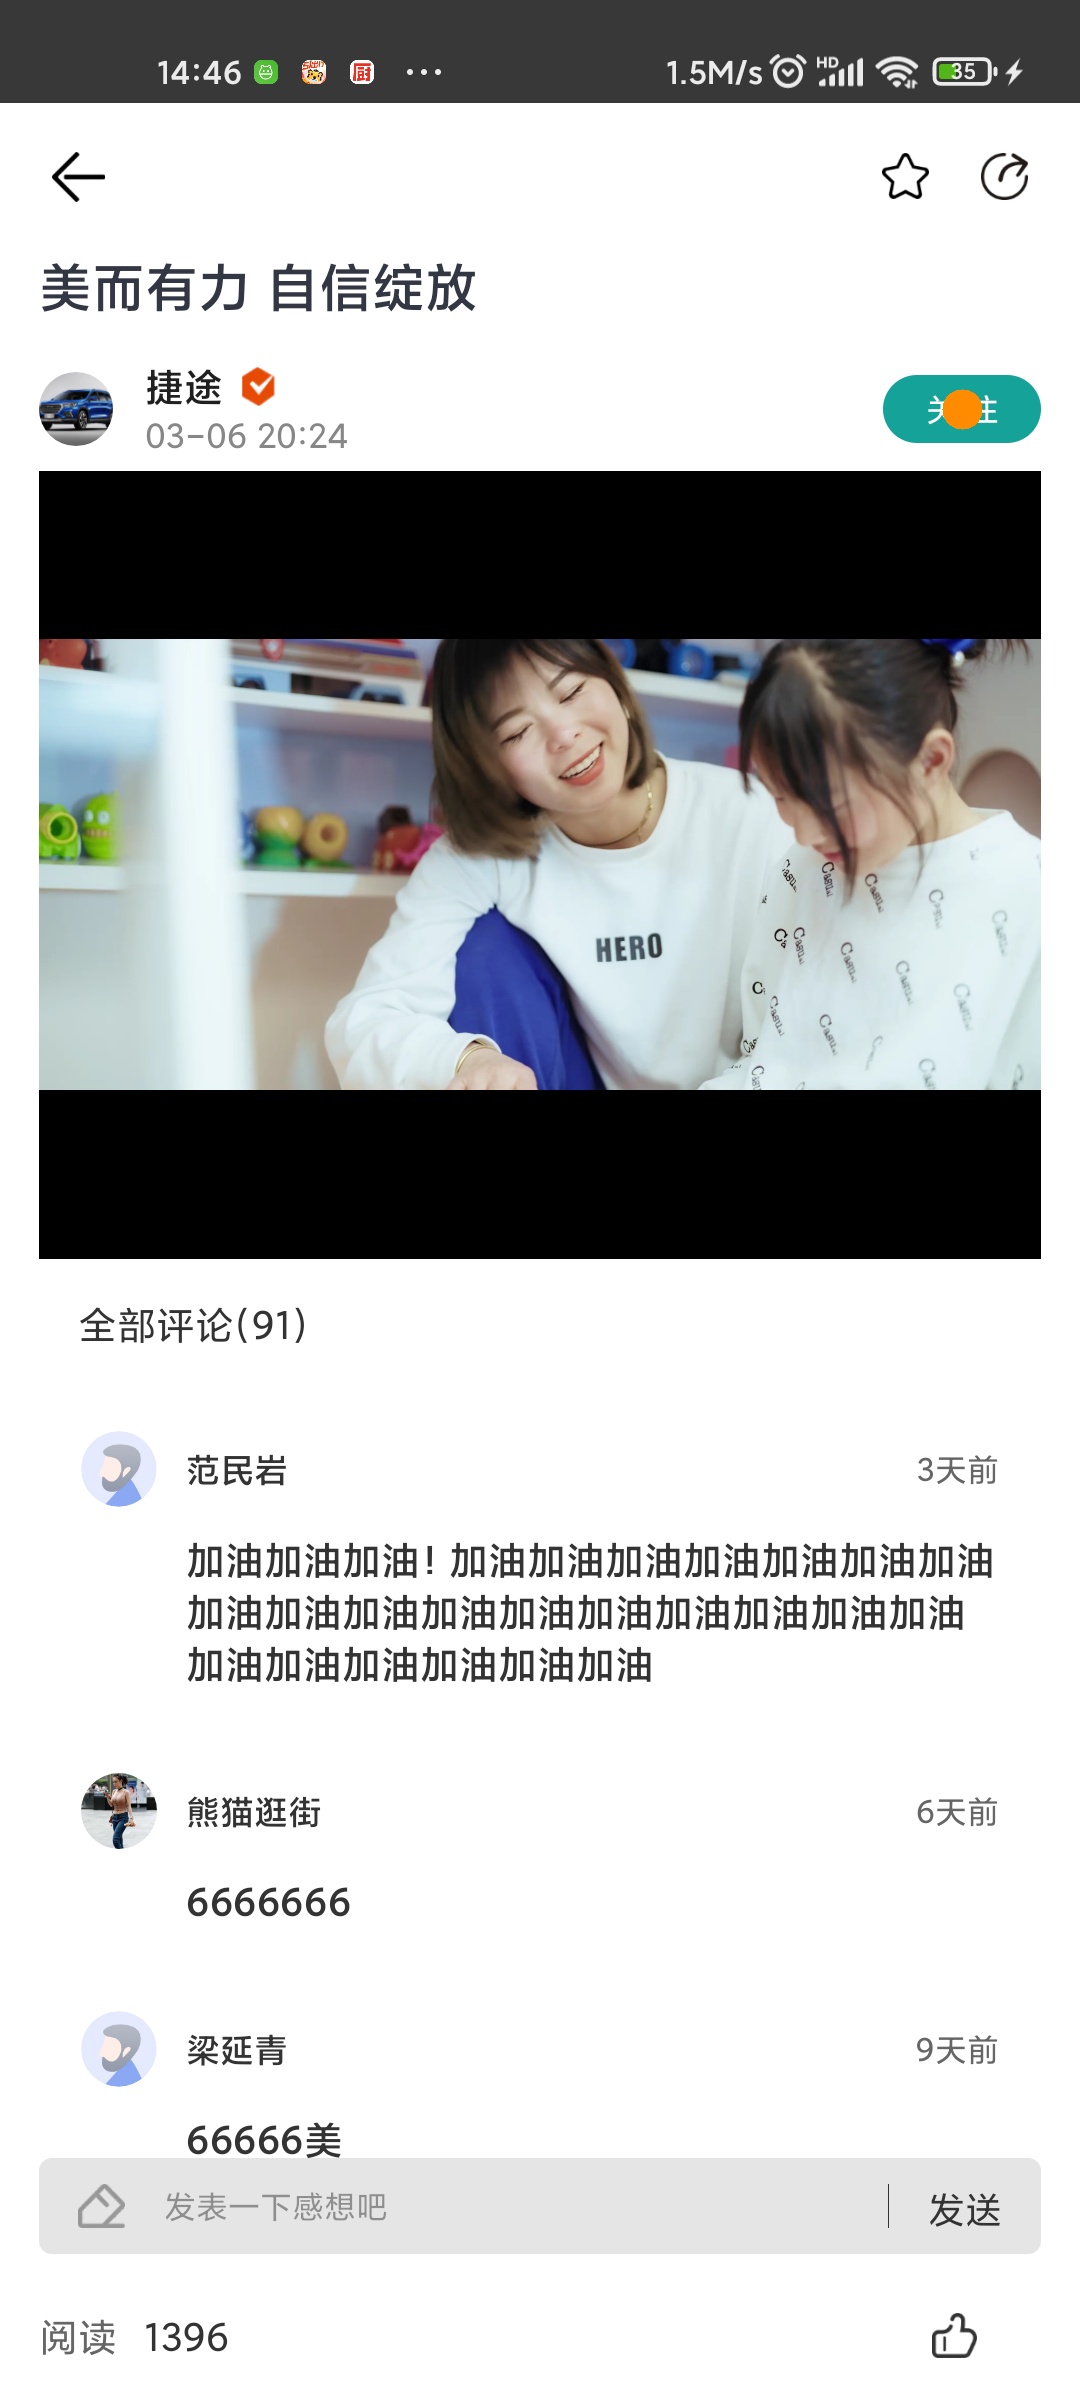 14:46 ··· 1.5M/s HD 35
美而有力 自信绽放
捷途
03-06 20:24
关注
HERO
全部评论(91)
范民岩 3天前
加油加油加油！加油加油加油加油加油加油加油
加油加油加油加油加油加油加油加油加油加油
加油加油加油加油加油加油
熊猫逛街 6天前
6666666
梁延青 9天前
66666美
发表一下感想吧 发送
阅读 1396